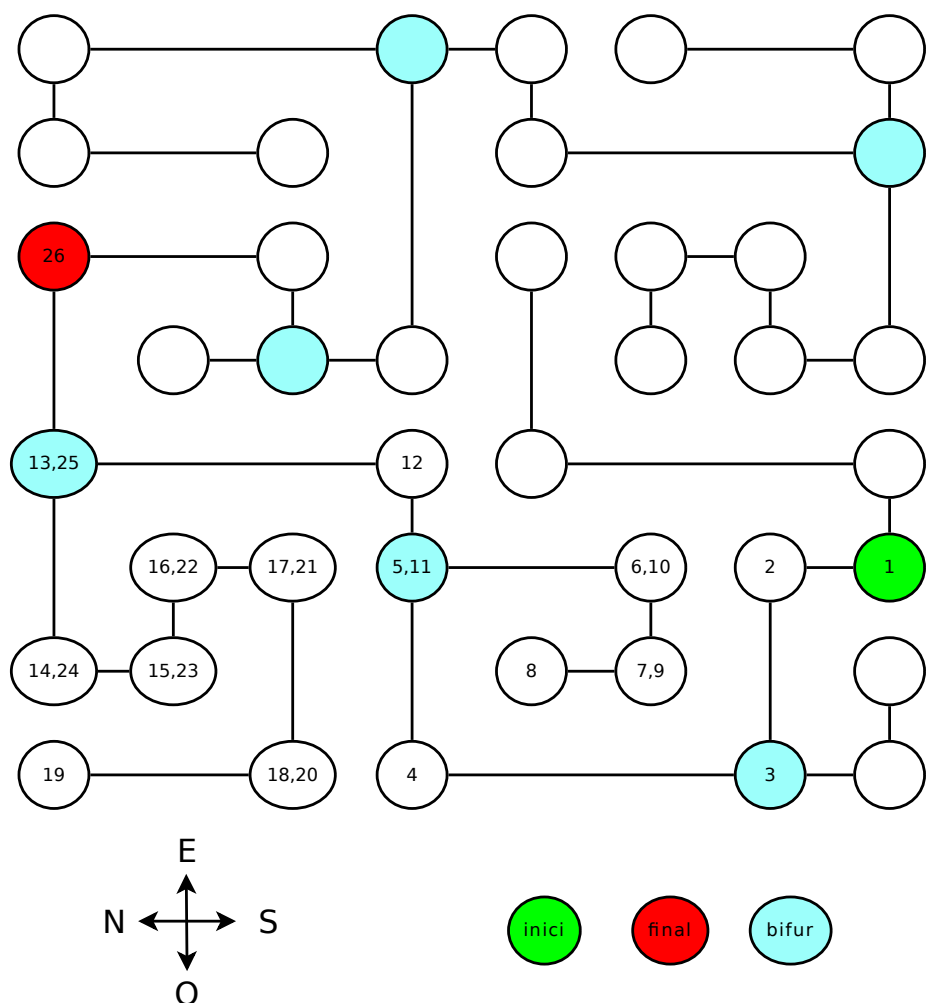 26
13,25 12
16,22 17,21 5,11 6,10 2 1
14,24 15,23 8 7,9
19 18,20 4 3
E
N S
O
inici final bifur